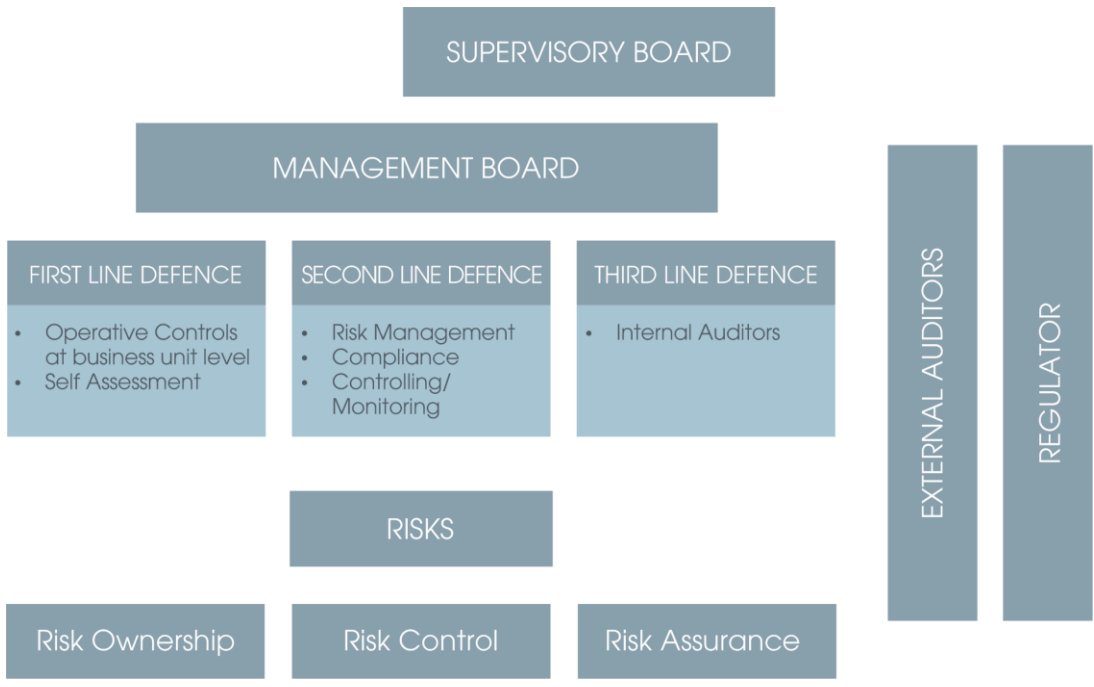 SUPERVISORY BOARD
MANAGEMENT BOARD
FIRST LINE DEFENCE
• Operative Controls
at business unit level
• Self Assessment
SECOND LINE DEFENCE
• Risk Management
• Compliance
• Controlling/
Monitoring
THIRD LINE DEFENCE
• Internal Auditors
RISKS
Risk Ownership
Risk Control
Risk Assurance
EXTERNAL AUDITORS
REGULATOR